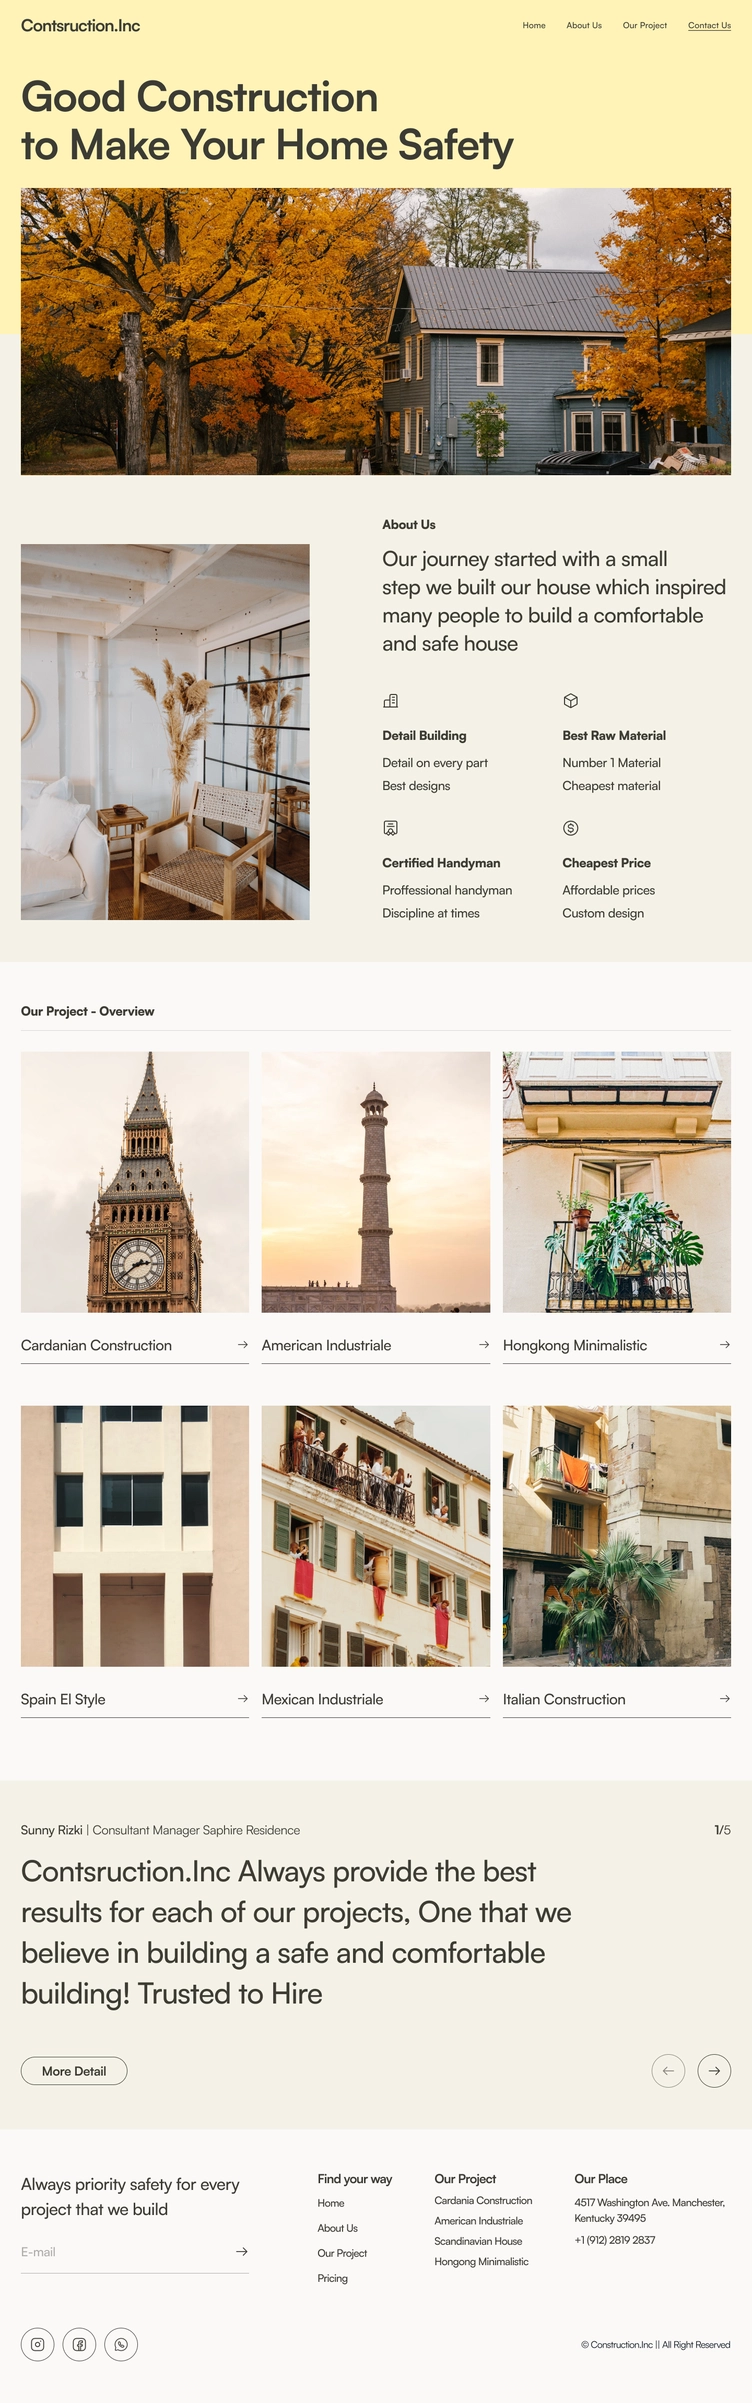 Contsruction.Inc
Home
About Us
Our Project
Contact Us
Good Construction
to Make Your Home Safety
About Us
Our journey started with a small
step we built our house which inspired
many people to build a comfortable
and safe house
Detail Building
Detail on every part
Best designs
Best Raw Material
Number 1 Material
Cheapest material
Certified Handyman
Proffessional handyman
Discipline at times
Cheapest Price
Affordable prices
Custom design
Our Project - Overview
Cardanian Construction
American Industriale
Hongkong Minimalistic
Spain El Style
Mexican Industriale
Italian Construction
Sunny Rizki | Consultant Manager Saphire Residence
1/5
Contsruction.Inc Always provide the best
results for each of our projects, One that we
believe in building a safe and comfortable
building! Trusted to Hire
More Detail
Always priority safety for every
project that we build
E-mail
Find your way
Home
About Us
Our Project
Pricing
Our Project
Cardania Construction
American Industriale
Scandinavian House
Hongong Minimalistic
Our Place
4517 Washington Ave. Manchester,
Kentucky 39495
+1 (912) 2819 2837
© Construction.Inc || All Right Reserved